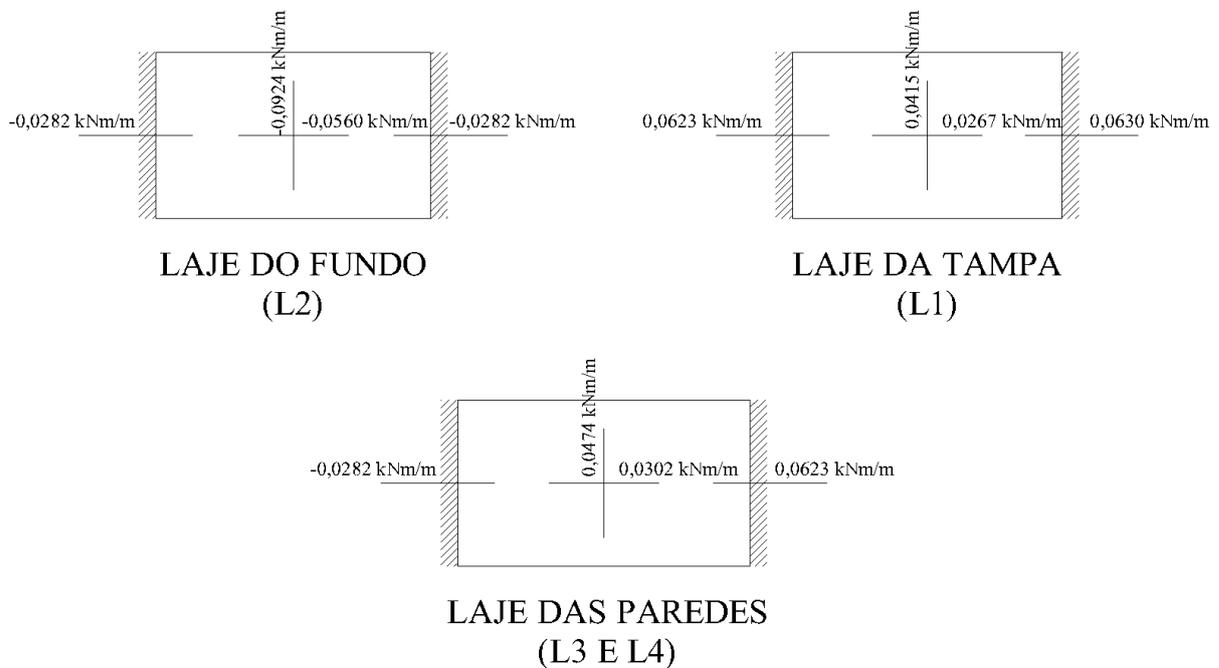 -0,0282 kNm/m
-0,0924 kNm/m
-0,0560 kNm/m
-0,0282 kNm/m
LAJE DO FUNDO
(L2)
0,0623 kNm/m
0,0415 kNm/m
0,0267 kNm/m
0,0630 kNm/m
LAJE DA TAMPA
(L1)
-0,0282 kNm/m
0,0474 kNm/m
0,0302 kNm/m
0,0623 kNm/m
LAJE DAS PAREDES
(L3 E L4)